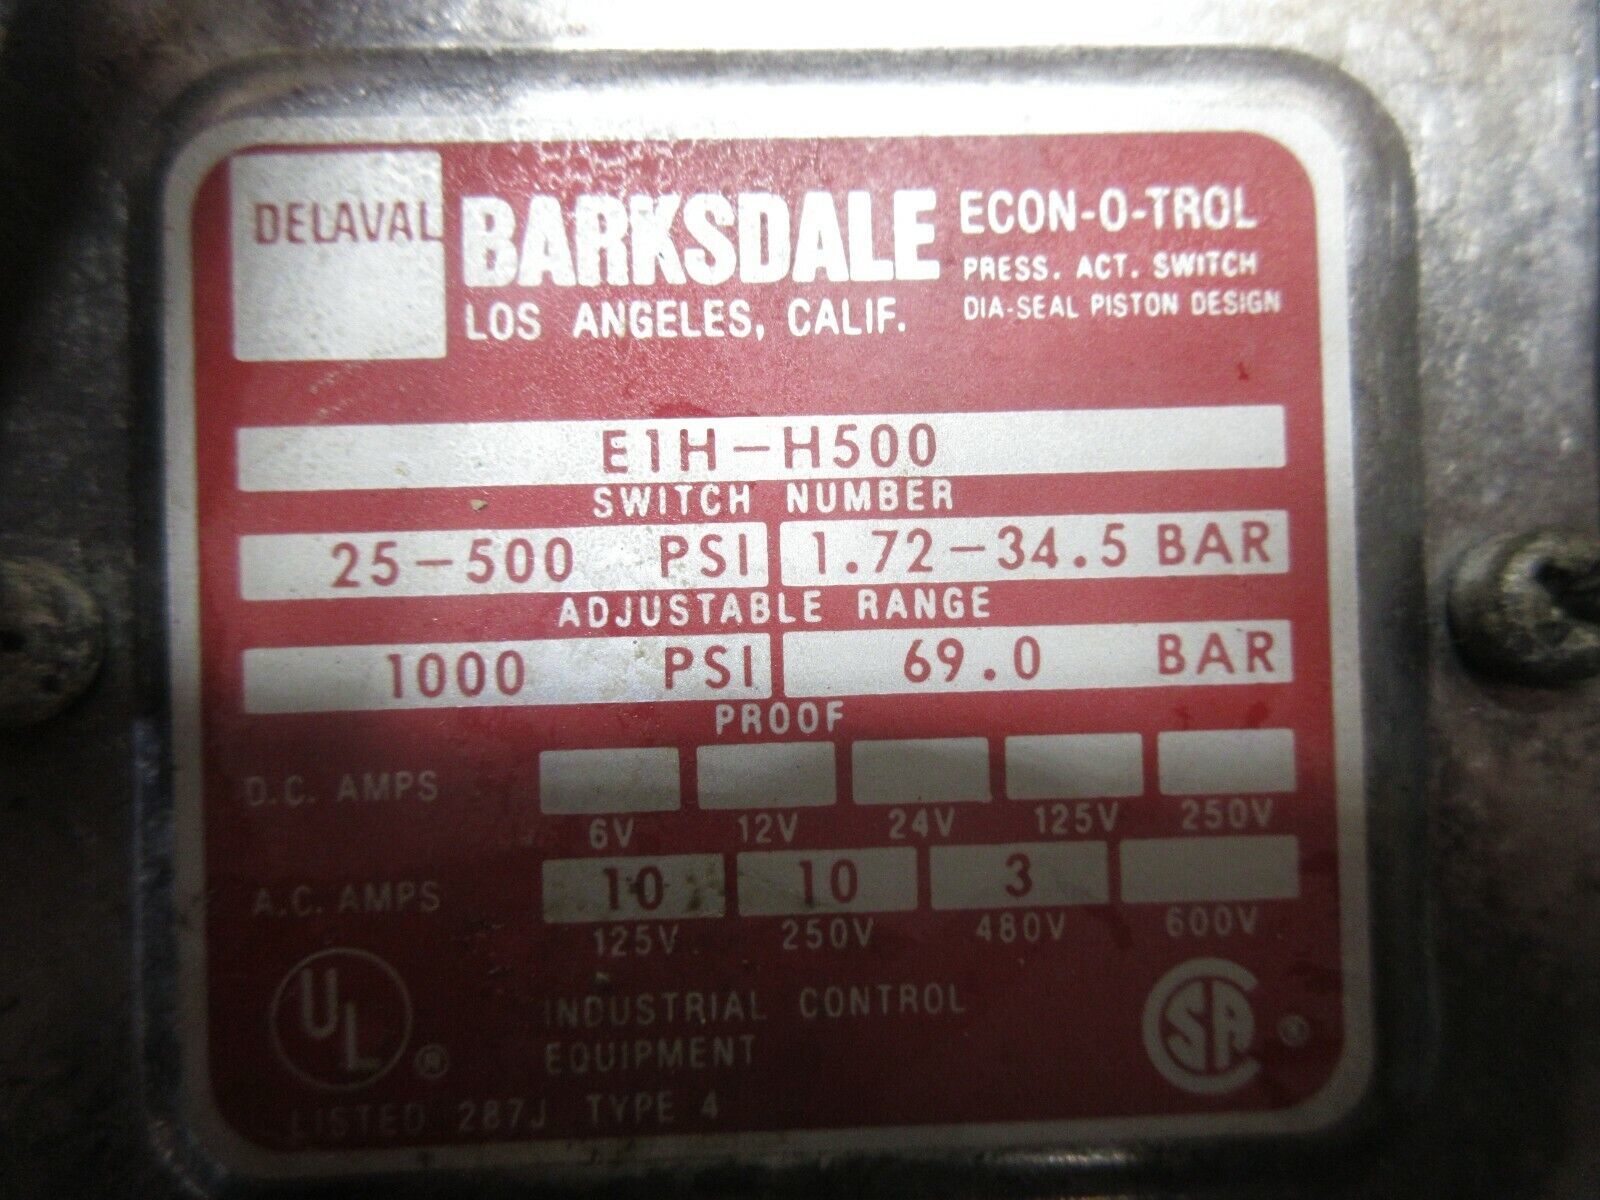 DELAVAL
BARKSDALE
LOS ANGELES, CALIF.
ECON-O-TROL
PRESS. ACT. SWITCH
DIA-SEAL PISTON DESIGN
E1H-H500
SWITCH NUMBER
25-500 PSI 1.72-34.5 BAR
ADJUSTABLE RANGE
1000 PSI 69.0 BAR
PROOF
D.C. AMPS
6V 12V 24V 125V 250V
A.C. AMPS 10 10 3
125V 250V 480V 600V
UL ®
INDUSTRIAL CONTROL
EQUIPMENT
LISTED 287J TYPE 4
CSA ®